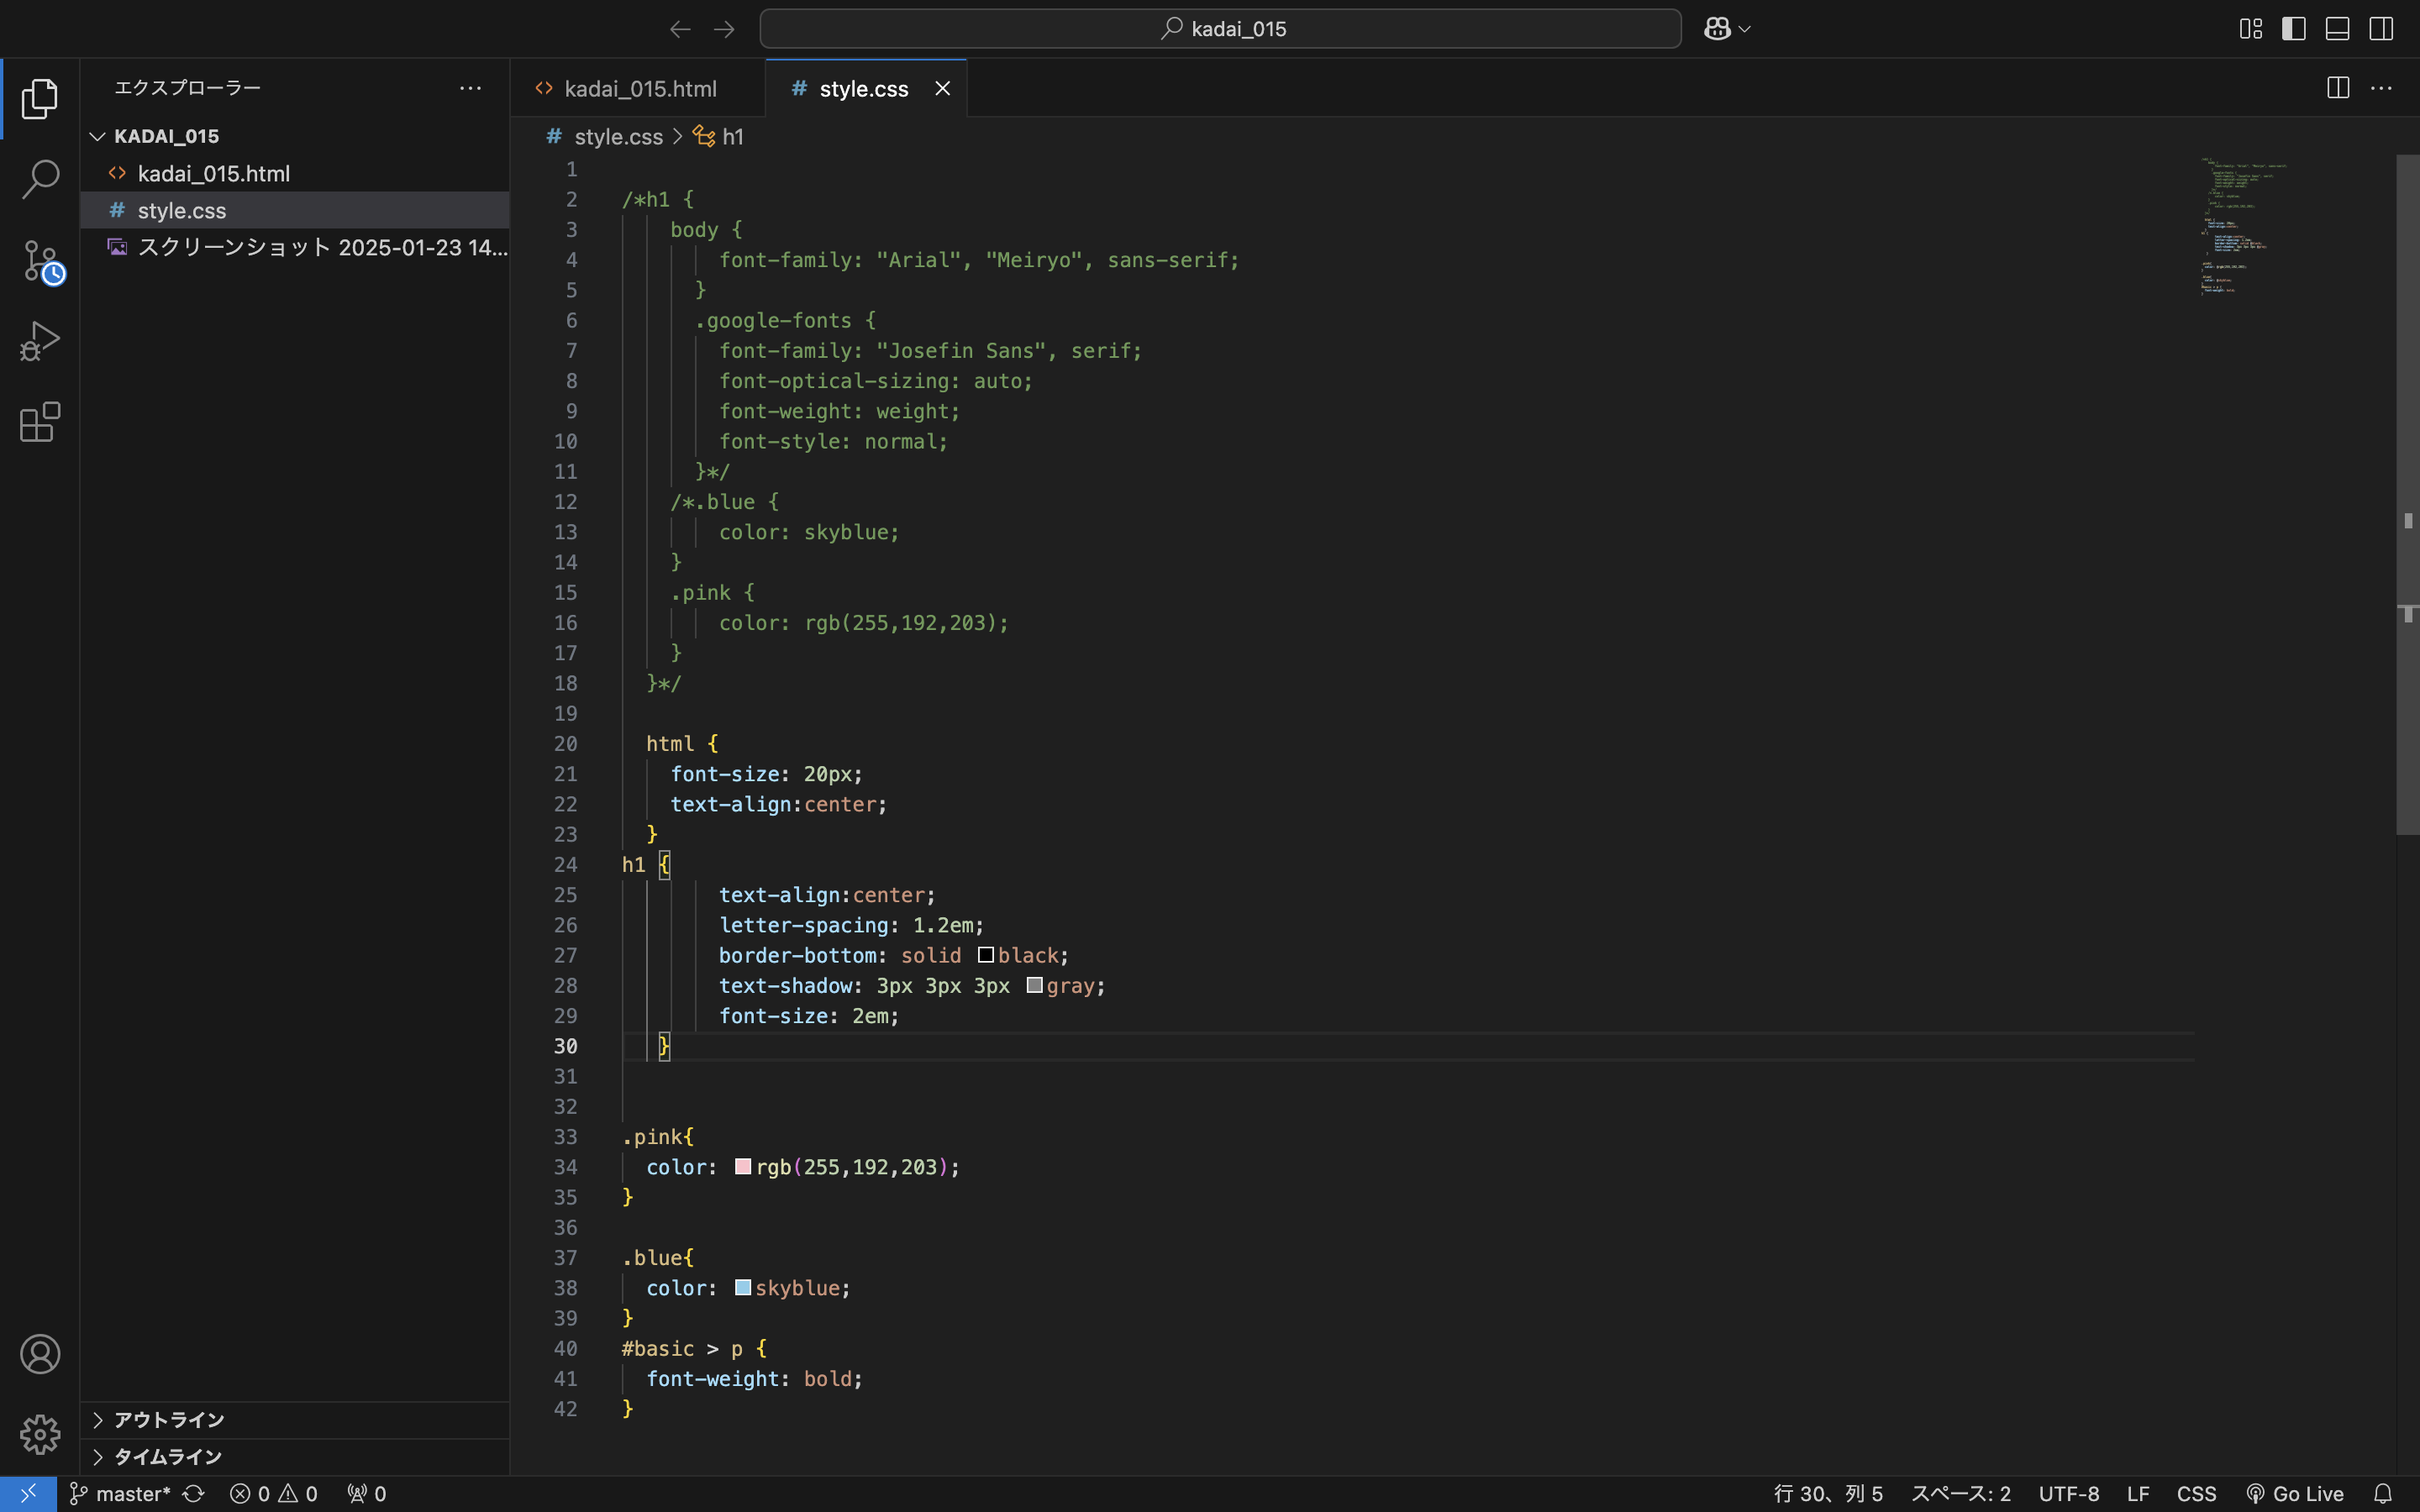 kadai_015
エクスプローラー
KADAI_015
kadai_015.html
style.css
スクリーンショット 2025-01-23 14...
アウトライン
タイムライン
kadai_015.html
# style.css
# style.css > h1
1
2 /*h1 {
3 body {
4 font-family: "Arial", "Meiryo", sans-serif;
5 }
6 .google-fonts {
7 font-family: "Josefin Sans", serif;
8 font-optical-sizing: auto;
9 font-weight: weight;
10 font-style: normal;
11 }*/
12 /*.blue {
13 color: skyblue;
14 }
15 .pink {
16 color: rgb(255,192,203);
17 }
18 }*/
19
20 html {
21 font-size: 20px;
22 text-align:center;
23 }
24 h1 {
25 text-align:center;
26 letter-spacing: 1.2em;
27 border-bottom: solid black;
28 text-shadow: 3px 3px 3px gray;
29 font-size: 2em;
30 }
31
32
33 .pink{
34 color: rgb(255,192,203);
35 }
36
37 .blue{
38 color: skyblue;
39 }
40 #basic > p {
41 font-weight: bold;
42 }
master* 0 0 0 行 30、列 5 スペース: 2 UTF-8 LF CSS Go Live